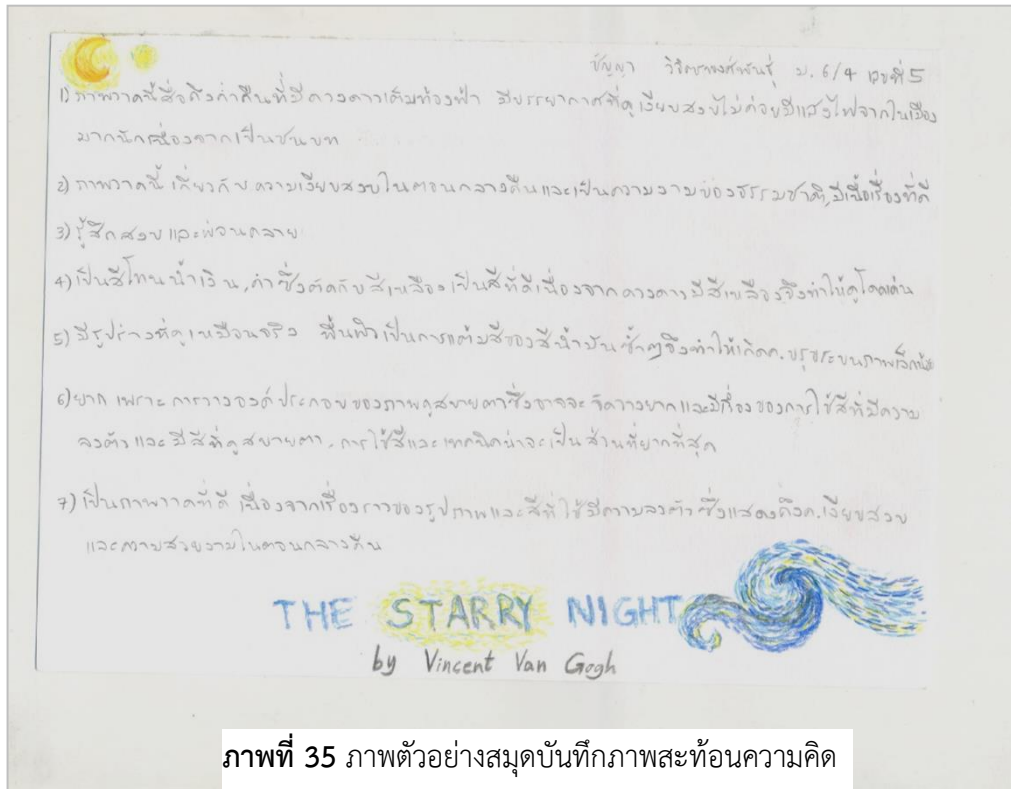 ชัญญา ม. 6/4 เลขที่ 5
1) ภาพวาดนี้สื่อถึงค่ำคืนที่มีดวงดาวเต็มท้องฟ้า มีบรรยากาศที่ดูเงียบสงบไม่ค่อยมีแสงไฟจากในเมือง
มากนักเนื่องจากเป็นชนบท
2) ภาพวาดนี้ เกี่ยวกับ ความเงียบสงบในตอนกลางคืนและเป็นความงามของธรรมชาติ, มีเนื้อเรื่องที่ดี
3) รู้สึกสงบ และผ่อนคลาย
4) เป็นสีโทนน้ำเงิน, ดำ ซึ่งตัดกับสีเหลือง เป็นสีที่ดีเนื่องจากดวงดาวมีสีเหลืองจึงทำให้ดูโดดเด่น
5) มีรูปร่างที่ดูเหมือนจริง พื้นผิวเป็นการแต้มสีของสีน้ำมันซ้ำๆจึงทำให้เกิดค.ขรุขระบนภาพเล็กน้อย
6) ยาก เพราะ การวางองค์ประกอบของภาพดูสบายตาซึ่งอาจจะจัดวางยากและมีเรื่องของการใช้สีที่มีความ
ลงตัว และ มีสีที่ดูสบายตา, การใช้สีและเทคนิคน่าจะเป็นส่วนที่ยากที่สุด
7) เป็นภาพวาดที่ดี เนื่องจากเรื่องราวของรูปภาพและสีที่ใช้มีความลงตัวซึ่งแสดงถึงค.เงียบสงบ
และความสวยงามในตอนกลางคืน
THE STARRY NIGHT
by Vincent Van Gogh
ภาพที่ 35 ภาพตัวอย่างสมุดบันทึกภาพสะท้อนความคิด